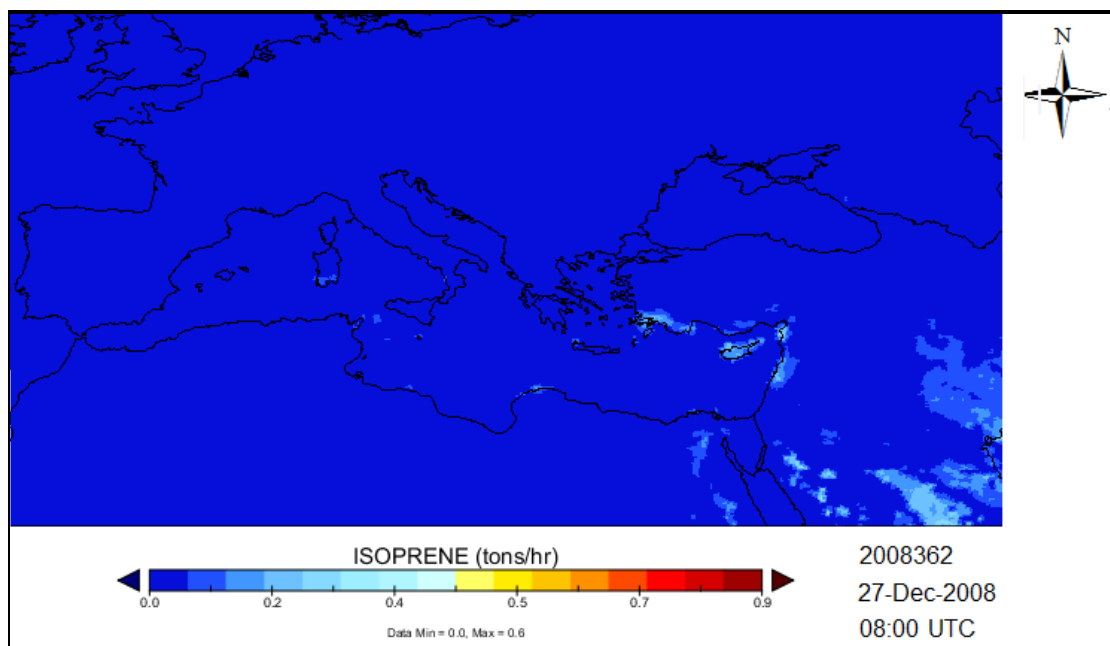 N
ISOPRENE (tons/hr)
0.0 0.2 0.4 0.5 0.7 0.9
Data Min = 0.0, Max = 0.6
2008362
27-Dec-2008
08:00 UTC